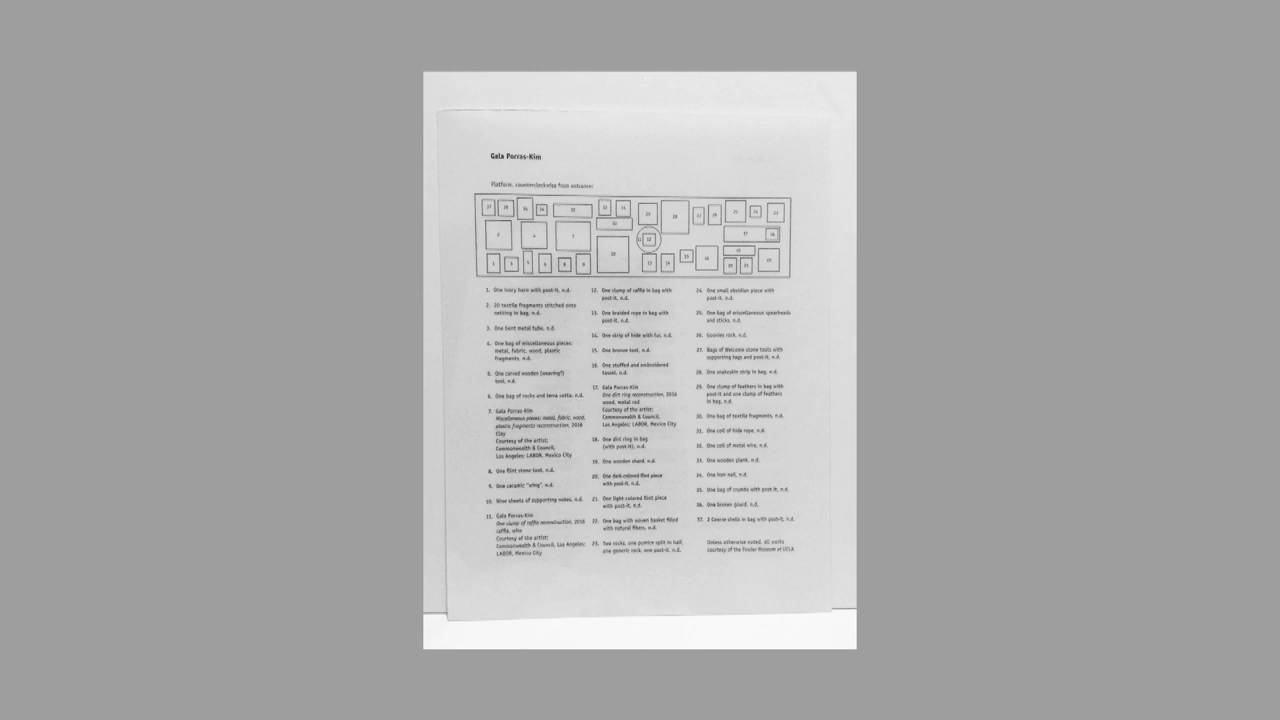 Gala Porras-Kim
Platform, counterclockwise from entrance:
1. One ivory horn with post-it, n.d.
2. 20 textile fragments stitched onto
netting in bag, n.d.
3. One bent metal tube, n.d.
4. One bag of miscellaneous pieces:
metal, fabric, wood, plastic
fragments, n.d.
5. One carved wooden (weaving?)
tool, n.d.
6. One bag of rocks and terra cotta, n.d.
7. Gala Porras-Kim
Miscellaneous pieces: metal, fabric, wood,
plastic fragments reconstruction, 2016
Clay
Courtesy of the artist;
Commonwealth & Council,
Los Angeles; LABOR, Mexico City
8. One flint stone tool, n.d.
9. One ceramic "wing", n.d.
10. Nine sheets of supporting notes, n.d.
11. Gala Porras-Kim
One clump of raffia reconstruction, 2016
raffia, wire
Courtesy of the artist;
Commonwealth & Council, Los Angeles;
LABOR, Mexico City
12. One clump of raffia in bag with
post-it, n.d.
13. One braided rope in bag with
post-it, n.d.
14. One strip of hide with fur, n.d.
15. One bronze tool, n.d.
16. One stuffed and embroidered
tassel, n.d.
17. Gala Porras-Kim
One dirt ring reconstruction, 2016
wood, metal rod
Courtesy of the artist;
Commonwealth & Council,
Los Angeles; LABOR, Mexico City
18. One dirt ring in bag
(with post-it), n.d.
19. One wooden shard, n.d.
20. One dark-colored flint piece
with post-it, n.d.
21. One light-colored flint piece
with post-it, n.d.
22. One bag with woven basket filled
with natural fibers, n.d.
23. Two rocks, one pumice split in half,
one generic rock, one post-it, n.d.
24. One small obsidian piece with
post-it, n.d.
25. One bag of miscellaneous spearheads
and sticks, n.d.
26. Goonies rock, n.d.
27. Bags of Welcome stone tools with
supporting tags and post-it, n.d.
28. One snakeskin strip in bag, n.d.
29. One clump of feathers in bag with
post-it and one clump of feathers
in bag, n.d.
30. One bag of textile fragments, n.d.
31. One coil of hide rope, n.d.
32. One coil of metal wire, n.d.
33. One wooden plank, n.d.
34. One iron nail, n.d.
35. One bag of crumbs with post-it, n.d.
36. One broken gourd, n.d.
37. 2 Cowrie shells in bag with post-it, n.d.
Unless otherwise noted, all works
courtesy of the Fowler Museum at UCLA